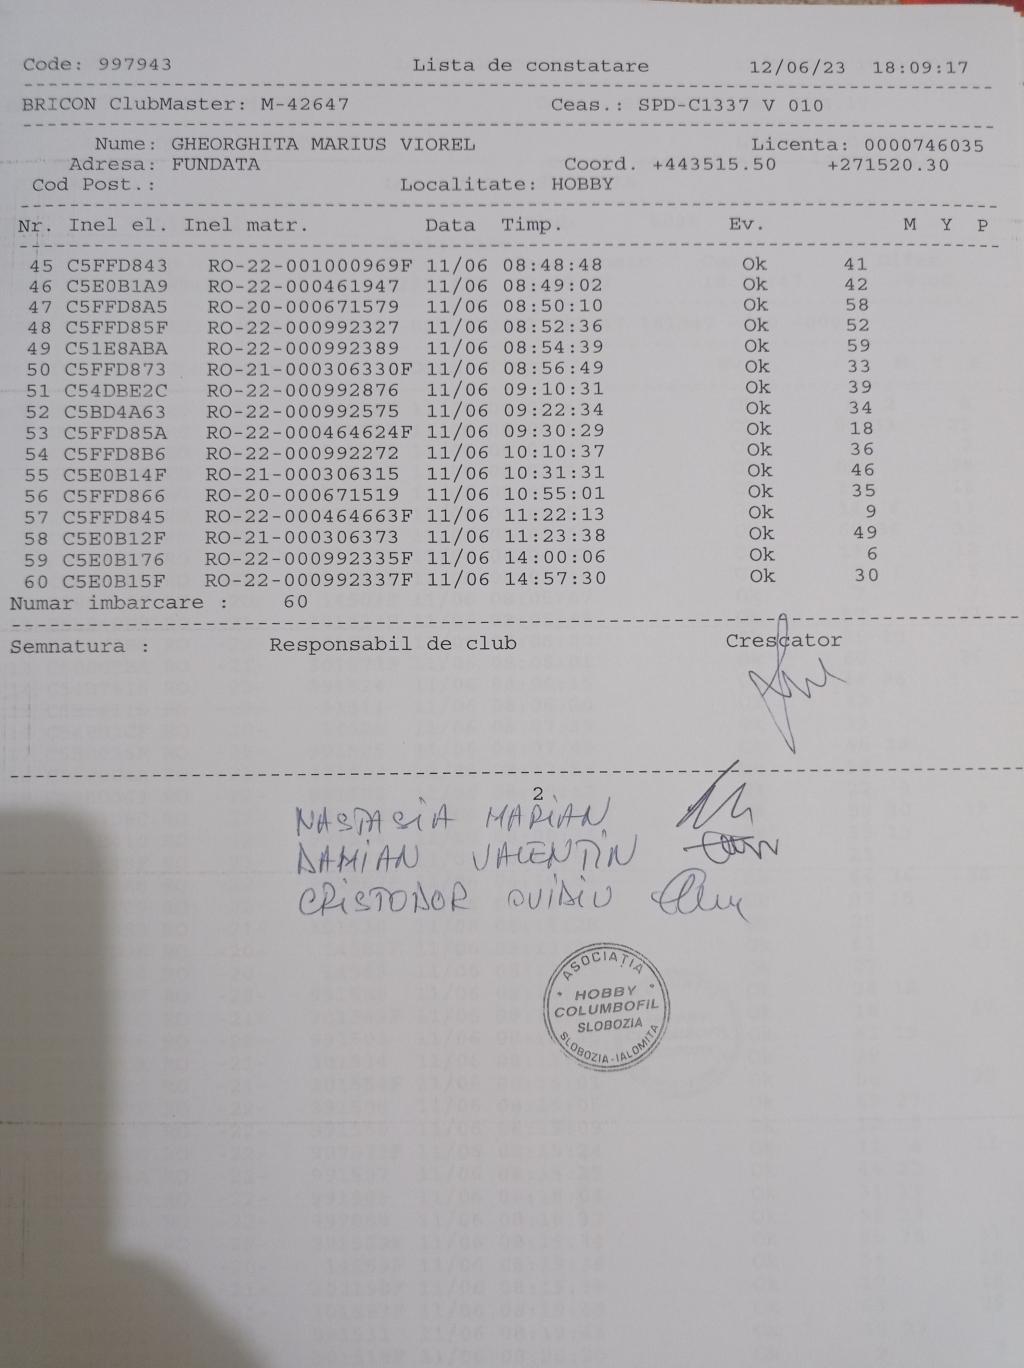 Code: 997943 Lista de constatare 12/06/23 18:09:17
BRICON ClubMaster: M-42647 Ceas.: SPD-C1337 V 010
Nume: GHEORGHITA MARIUS VIOREL Licenta: 0000746035
Adresa: FUNDATA Coord. +443515.50 +271520.30
Cod Post.: Localitate: HOBBY
Nr. Inel el. Inel matr. Data Timp. Ev. M Y P
45 C5FFD843 RO-22-001000969F 11/06 08:48:48 Ok 41
46 C5E0B1A9 RO-22-000461947 11/06 08:49:02 Ok 42
47 C5FFD8A5 RO-20-000671579 11/06 08:50:10 Ok 58
48 C5FFD85F RO-22-000992327 11/06 08:52:36 Ok 52
49 C51E8ABA RO-22-000992389 11/06 08:54:39 Ok 59
50 C5FFD873 RO-21-000306330F 11/06 08:56:49 Ok 33
51 C54DBE2C RO-22-000992876 11/06 09:10:31 Ok 39
52 C5BD4A63 RO-22-000992575 11/06 09:22:34 Ok 34
53 C5FFD85A RO-22-000464624F 11/06 09:30:29 Ok 18
54 C5FFD8B6 RO-22-000992272 11/06 10:10:37 Ok 36
55 C5E0B14F RO-21-000306315 11/06 10:31:31 Ok 46
56 C5FFD866 RO-20-000671519 11/06 10:55:01 Ok 35
57 C5FFD845 RO-22-000464663F 11/06 11:22:13 Ok 9
58 C5E0B12F RO-21-000306373 11/06 11:23:38 Ok 49
59 C5E0B176 RO-22-000992335F 11/06 14:00:06 Ok 6
60 C5E0B15F RO-22-000992337F 11/06 14:57:30 Ok 30
Numar imbarcare : 60
Semnatura : Responsabil de club Crescator
2
NASTASIA MARIAN
DAMIAN VALENTIN
CRISTODOR OVIDIU
ASOCIAŢIA
HOBBY
COLUMBOFIL
SLOBOZIA
SLOBOZIA-IALOMIŢA